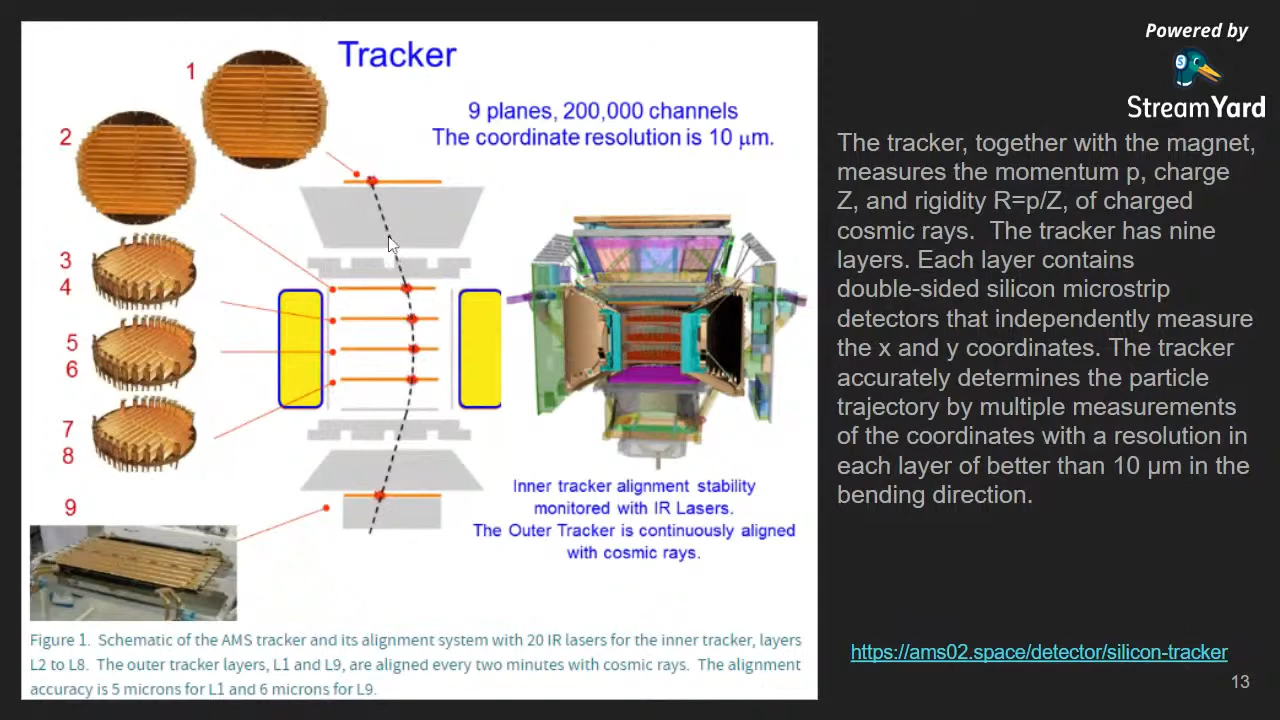 Tracker
9 planes, 200,000 channels
The coordinate resolution is 10 µm.
1
2
3
4
5
6
7
8
9
Inner tracker alignment stability
monitored with IR Lasers.
The Outer Tracker is continuously aligned
with cosmic rays.
Figure 1. Schematic of the AMS tracker and its alignment system with 20 IR lasers for the inner tracker, layers
L2 to L8. The outer tracker layers, L1 and L9, are aligned every two minutes with cosmic rays. The alignment
accuracy is 5 microns for L1 and 6 microns for L9.
Powered by
S
StreamYard
The tracker, together with the magnet,
measures the momentum p, charge
Z, and rigidity R=p/Z, of charged
cosmic rays. The tracker has nine
layers. Each layer contains
double-sided silicon microstrip
detectors that independently measure
the x and y coordinates. The tracker
accurately determines the particle
trajectory by multiple measurements
of the coordinates with a resolution in
each layer of better than 10 µm in the
bending direction.
https://ams02.space/detector/silicon-tracker
13